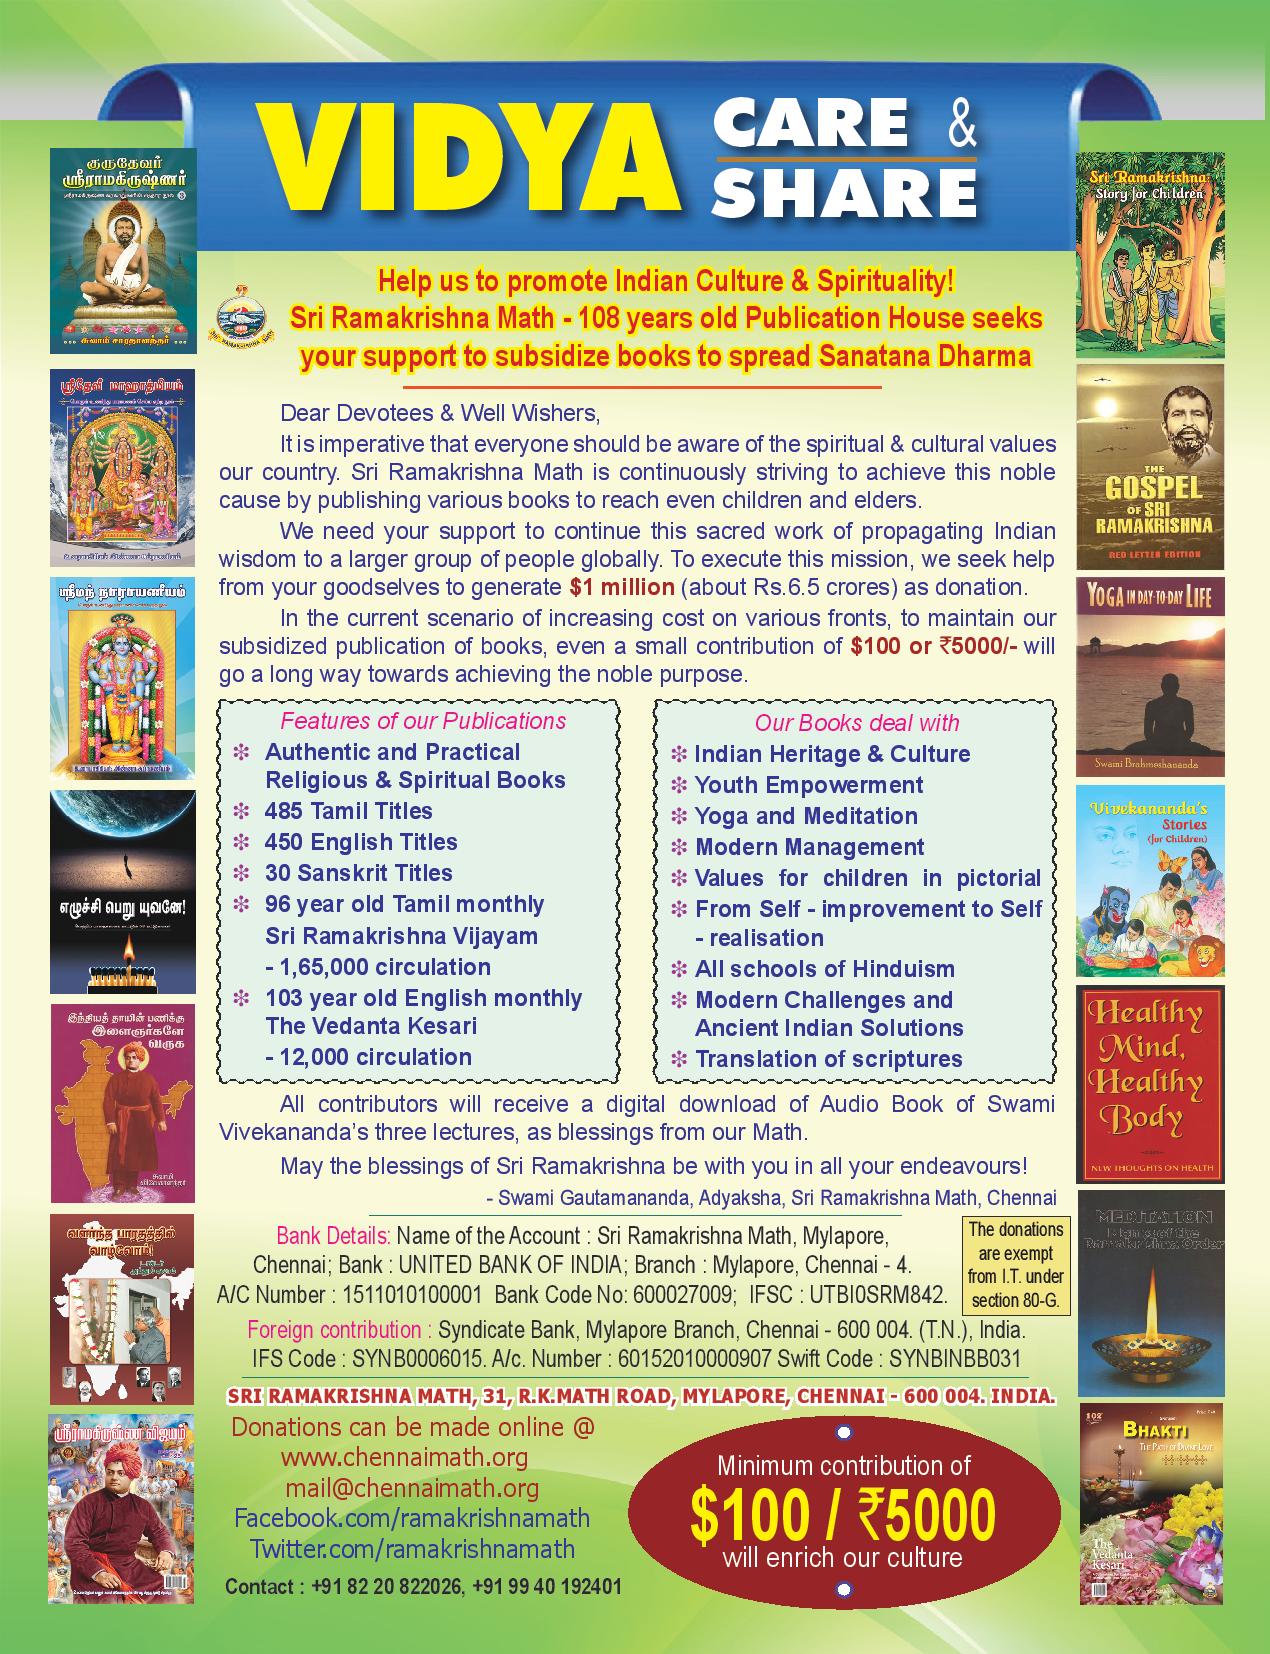 VIDYA
CARE &
SHARE
Help us to promote Indian Culture & Spirituality!
Sri Ramakrishna Math - 108 years old Publication House seeks
your support to subsidize books to spread Sanatana Dharma
Dear Devotees & Well Wishers,
It is imperative that everyone should be aware of the spiritual & cultural values
our country. Sri Ramakrishna Math is continuously striving to achieve this noble
cause by publishing various books to reach even children and elders.
We need your support to continue this sacred work of propagating Indian
wisdom to a larger group of people globally. To execute this mission, we seek help
from your goodselves to generate $1 million (about Rs.6.5 crores) as donation.
In the current scenario of increasing cost on various fronts, to maintain our
subsidized publication of books, even a small contribution of $100 or ₹5000/- will
go a long way towards achieving the noble purpose.
Features of our Publications
❇ Authentic and Practical
Religious & Spiritual Books
❇ 485 Tamil Titles
❇ 450 English Titles
❇ 30 Sanskrit Titles
❇ 96 year old Tamil monthly
Sri Ramakrishna Vijayam
- 1,65,000 circulation
❇ 103 year old English monthly
The Vedanta Kesari
- 12,000 circulation
Our Books deal with
❇ Indian Heritage & Culture
❇ Youth Empowerment
❇ Yoga and Meditation
❇ Modern Management
❇ Values for children in pictorial
❇ From Self - improvement to Self
- realisation
❇ All schools of Hinduism
❇ Modern Challenges and
Ancient Indian Solutions
❇ Translation of scriptures
All contributors will receive a digital download of Audio Book of Swami
Vivekananda's three lectures, as blessings from our Math.
May the blessings of Sri Ramakrishna be with you in all your endeavours!
- Swami Gautamananda, Adyaksha, Sri Ramakrishna Math, Chennai
Bank Details: Name of the Account : Sri Ramakrishna Math, Mylapore,
Chennai; Bank : UNITED BANK OF INDIA; Branch : Mylapore, Chennai - 4.
A/C Number : 1511010100001 Bank Code No: 600027009; IFSC : UTBI0SRM842.
The donations
are exempt
from I.T. under
section 80-G.
Foreign contribution : Syndicate Bank, Mylapore Branch, Chennai - 600 004. (T.N.), India.
IFS Code : SYNB0006015. A/c. Number : 60152010000907 Swift Code : SYNBINBB031
SRI RAMAKRISHNA MATH, 31, R.K.MATH ROAD, MYLAPORE, CHENNAI - 600 004. INDIA.
Donations can be made online @
www.chennaimath.org
mail@chennaimath.org
Facebook.com/ramakrishnamath
Twitter.com/ramakrishnamath
Contact : +91 82 20 822026, +91 99 40 192401
Minimum contribution of
$100 / ₹5000
will enrich our culture
குருதேவர்
ஸ்ரீராமகிருஷ்ணர்
சுவாமி சாரதானந்தர்
ஸ்ரீதேவீ மாஹாத்மியம்
ஸ்ரீமந் நாராயணீயம்
எழுச்சி பெறு யுவனே!
இந்தியத் தாயின் பணிக்கு
இளைஞர்களே
வருக
சுவாமி
விவேகானந்தர்
வளர்ந்த பாரதத்தில்
வாழ்வோம்!
ஸ்ரீராமகிருஷ்ண விஜயம்
Sri Ramakrishna:
Story for Children
THE
GOSPEL
OF SRI
RAMAKRISHNA
RED LETTER EDITION
YOGA IN DAY-TO-DAY LIFE
Swami Brahmeshananda
Vivekananda's
Stories
(for Children)
Healthy
Mind,
Healthy
Body
NEW THOUGHTS ON HEALTH
MEDITATION
Ramakrishna Order
102
BHAKTI
THE PATH OF DIVINE LOVE
The
Vedanta
Kesari